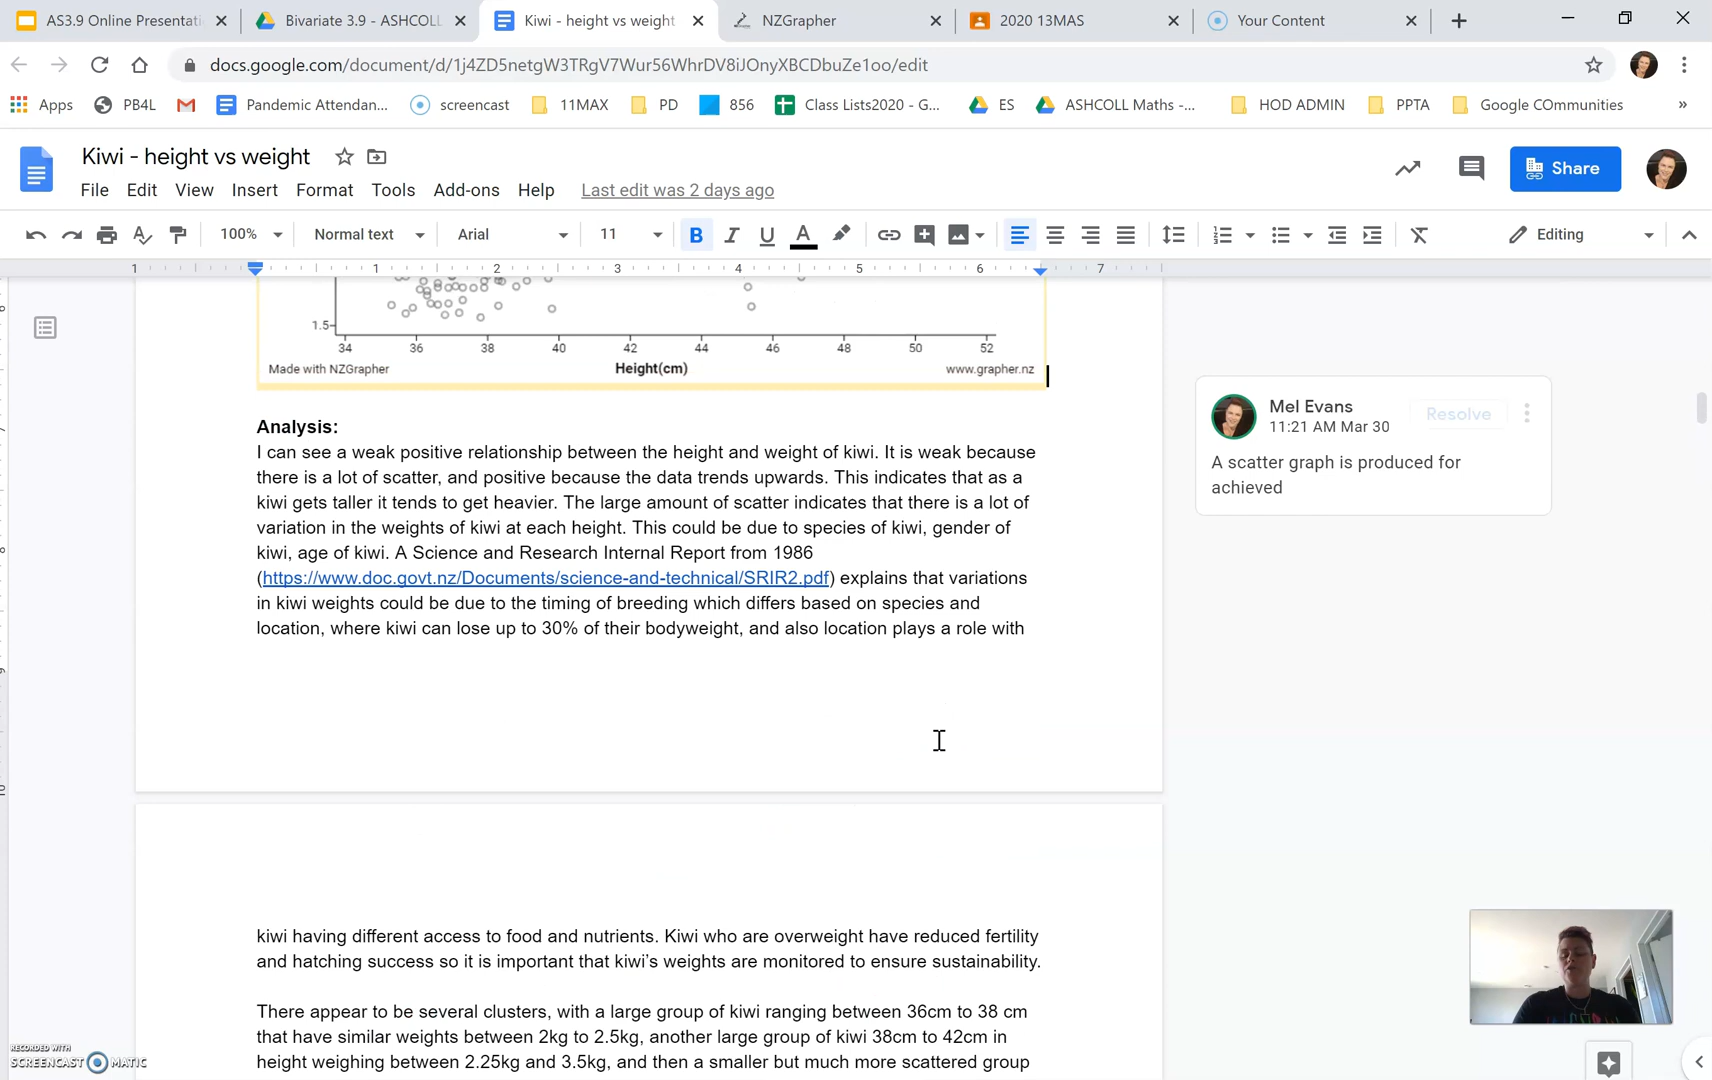 AS3.9 Online Presentati
Bivariate 3.9 - ASHCOLL
Kiwi - height vs weight
NZGrapher
2020 13MAS
Your Content
docs.google.com/document/d/1j4ZD5netgW3TRgV7Wur56WhrDV8iJOnyXBCDbuZe1oo/edit
Apps
PB4L
Pandemic Attendan...
screencast
11MAX
PD
856
Class Lists2020 - G...
ES
ASHCOLL Maths -...
HOD ADMIN
PPTA
Google COmmunities
»
Kiwi - height vs weight
Share
File Edit View Insert Format Tools Add-ons Help Last edit was 2 days ago
100% Normal text Arial 11 B I U A Editing
1 1 2 3 4 5 6 7
1.5
34 36 38 40 42 44 46 48 50 52
Made with NZGrapher Height(cm) www.grapher.nz
Analysis:
I can see a weak positive relationship between the height and weight of kiwi. It is weak because
there is a lot of scatter, and positive because the data trends upwards. This indicates that as a
kiwi gets taller it tends to get heavier. The large amount of scatter indicates that there is a lot of
variation in the weights of kiwi at each height. This could be due to species of kiwi, gender of
kiwi, age of kiwi. A Science and Research Internal Report from 1986
(https://www.doc.govt.nz/Documents/science-and-technical/SRIR2.pdf) explains that variations
in kiwi weights could be due to the timing of breeding which differs based on species and
location, where kiwi can lose up to 30% of their bodyweight, and also location plays a role with
kiwi having different access to food and nutrients. Kiwi who are overweight have reduced fertility
and hatching success so it is important that kiwi's weights are monitored to ensure sustainability.
There appear to be several clusters, with a large group of kiwi ranging between 36cm to 38 cm
that have similar weights between 2kg to 2.5kg, another large group of kiwi 38cm to 42cm in
height weighing between 2.25kg and 3.5kg, and then a smaller but much more scattered group
Mel Evans
11:21 AM Mar 30
Resolve
A scatter graph is produced for
achieved
RECORDED WITH
SCREENCAST MATIC